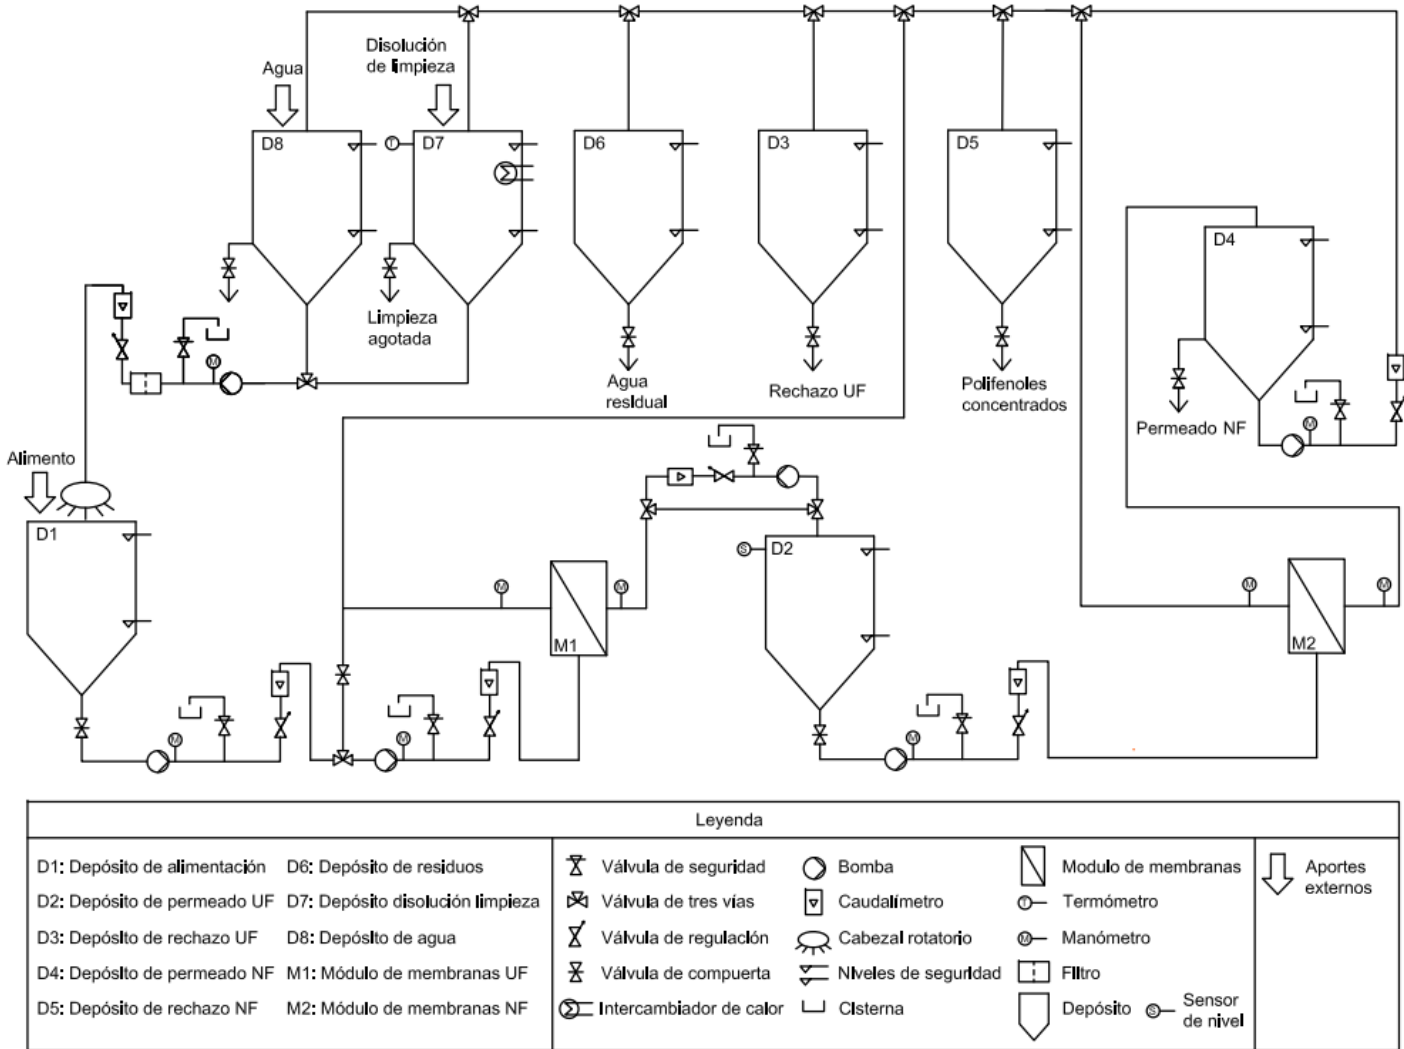 Agua
Disolución
de limpieza
D8
T
D7
D6
D3
D5
D4
Limpieza
agotada
Agua
residual
Rechazo UF
Polifenoles
concentrados
Permeado NF
M
M
Alimento
D1
S
D2
M
M
M
M
M1
M2
M
M
M
Leyenda
D1: Depósito de alimentación
D2: Depósito de permeado UF
D3: Depósito de rechazo UF
D4: Depósito de permeado NF
D5: Depósito de rechazo NF
D6: Depósito de residuos
D7: Depósito disolución limpieza
D8: Depósito de agua
M1: Módulo de membranas UF
M2: Módulo de membranas NF
Válvula de seguridad
Válvula de tres vías
Válvula de regulación
Válvula de compuerta
Intercambiador de calor
Bomba
Caudalímetro
Cabezal rotatorio
Niveles de seguridad
Cisterna
Modulo de membranas
T
Termómetro
M
Manómetro
Filtro
Depósito
S
Sensor
de nivel
Aportes
externos